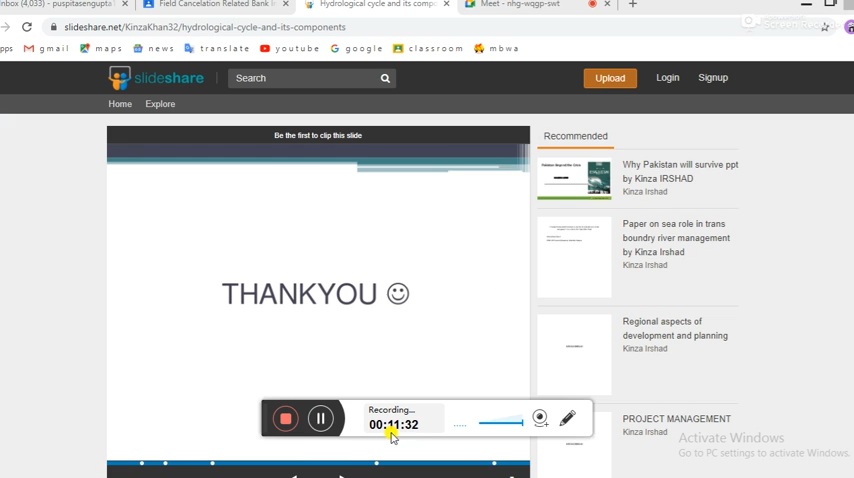 nbox (4,033) - puspitasengupta
Field Cancelation Related Bank I
Hydrological cycle and its comp
Meet - nhg-wqgp-swt
slideshare.net/KinzaKhan32/hydrological-cycle-and-its-components
Screen Recorder
pps
gmail
maps
news
translate
youtube
google
classroom
mbwa
slideshare
Search
Upload
Login
Signup
Home
Explore
Be the first to clip this slide
THANKYOU ☺
Recommended
Why Pakistan will survive ppt
by Kinza IRSHAD
Kinza Irshad
Paper on sea role in trans
boundry river management
by Kinza Irshad
Kinza Irshad
Regional aspects of
development and planning
Kinza Irshad
PROJECT MANAGEMENT
Kinza Irshad
Recording...
00:11:32
Activate Windows
Go to PC settings to activate Windows.